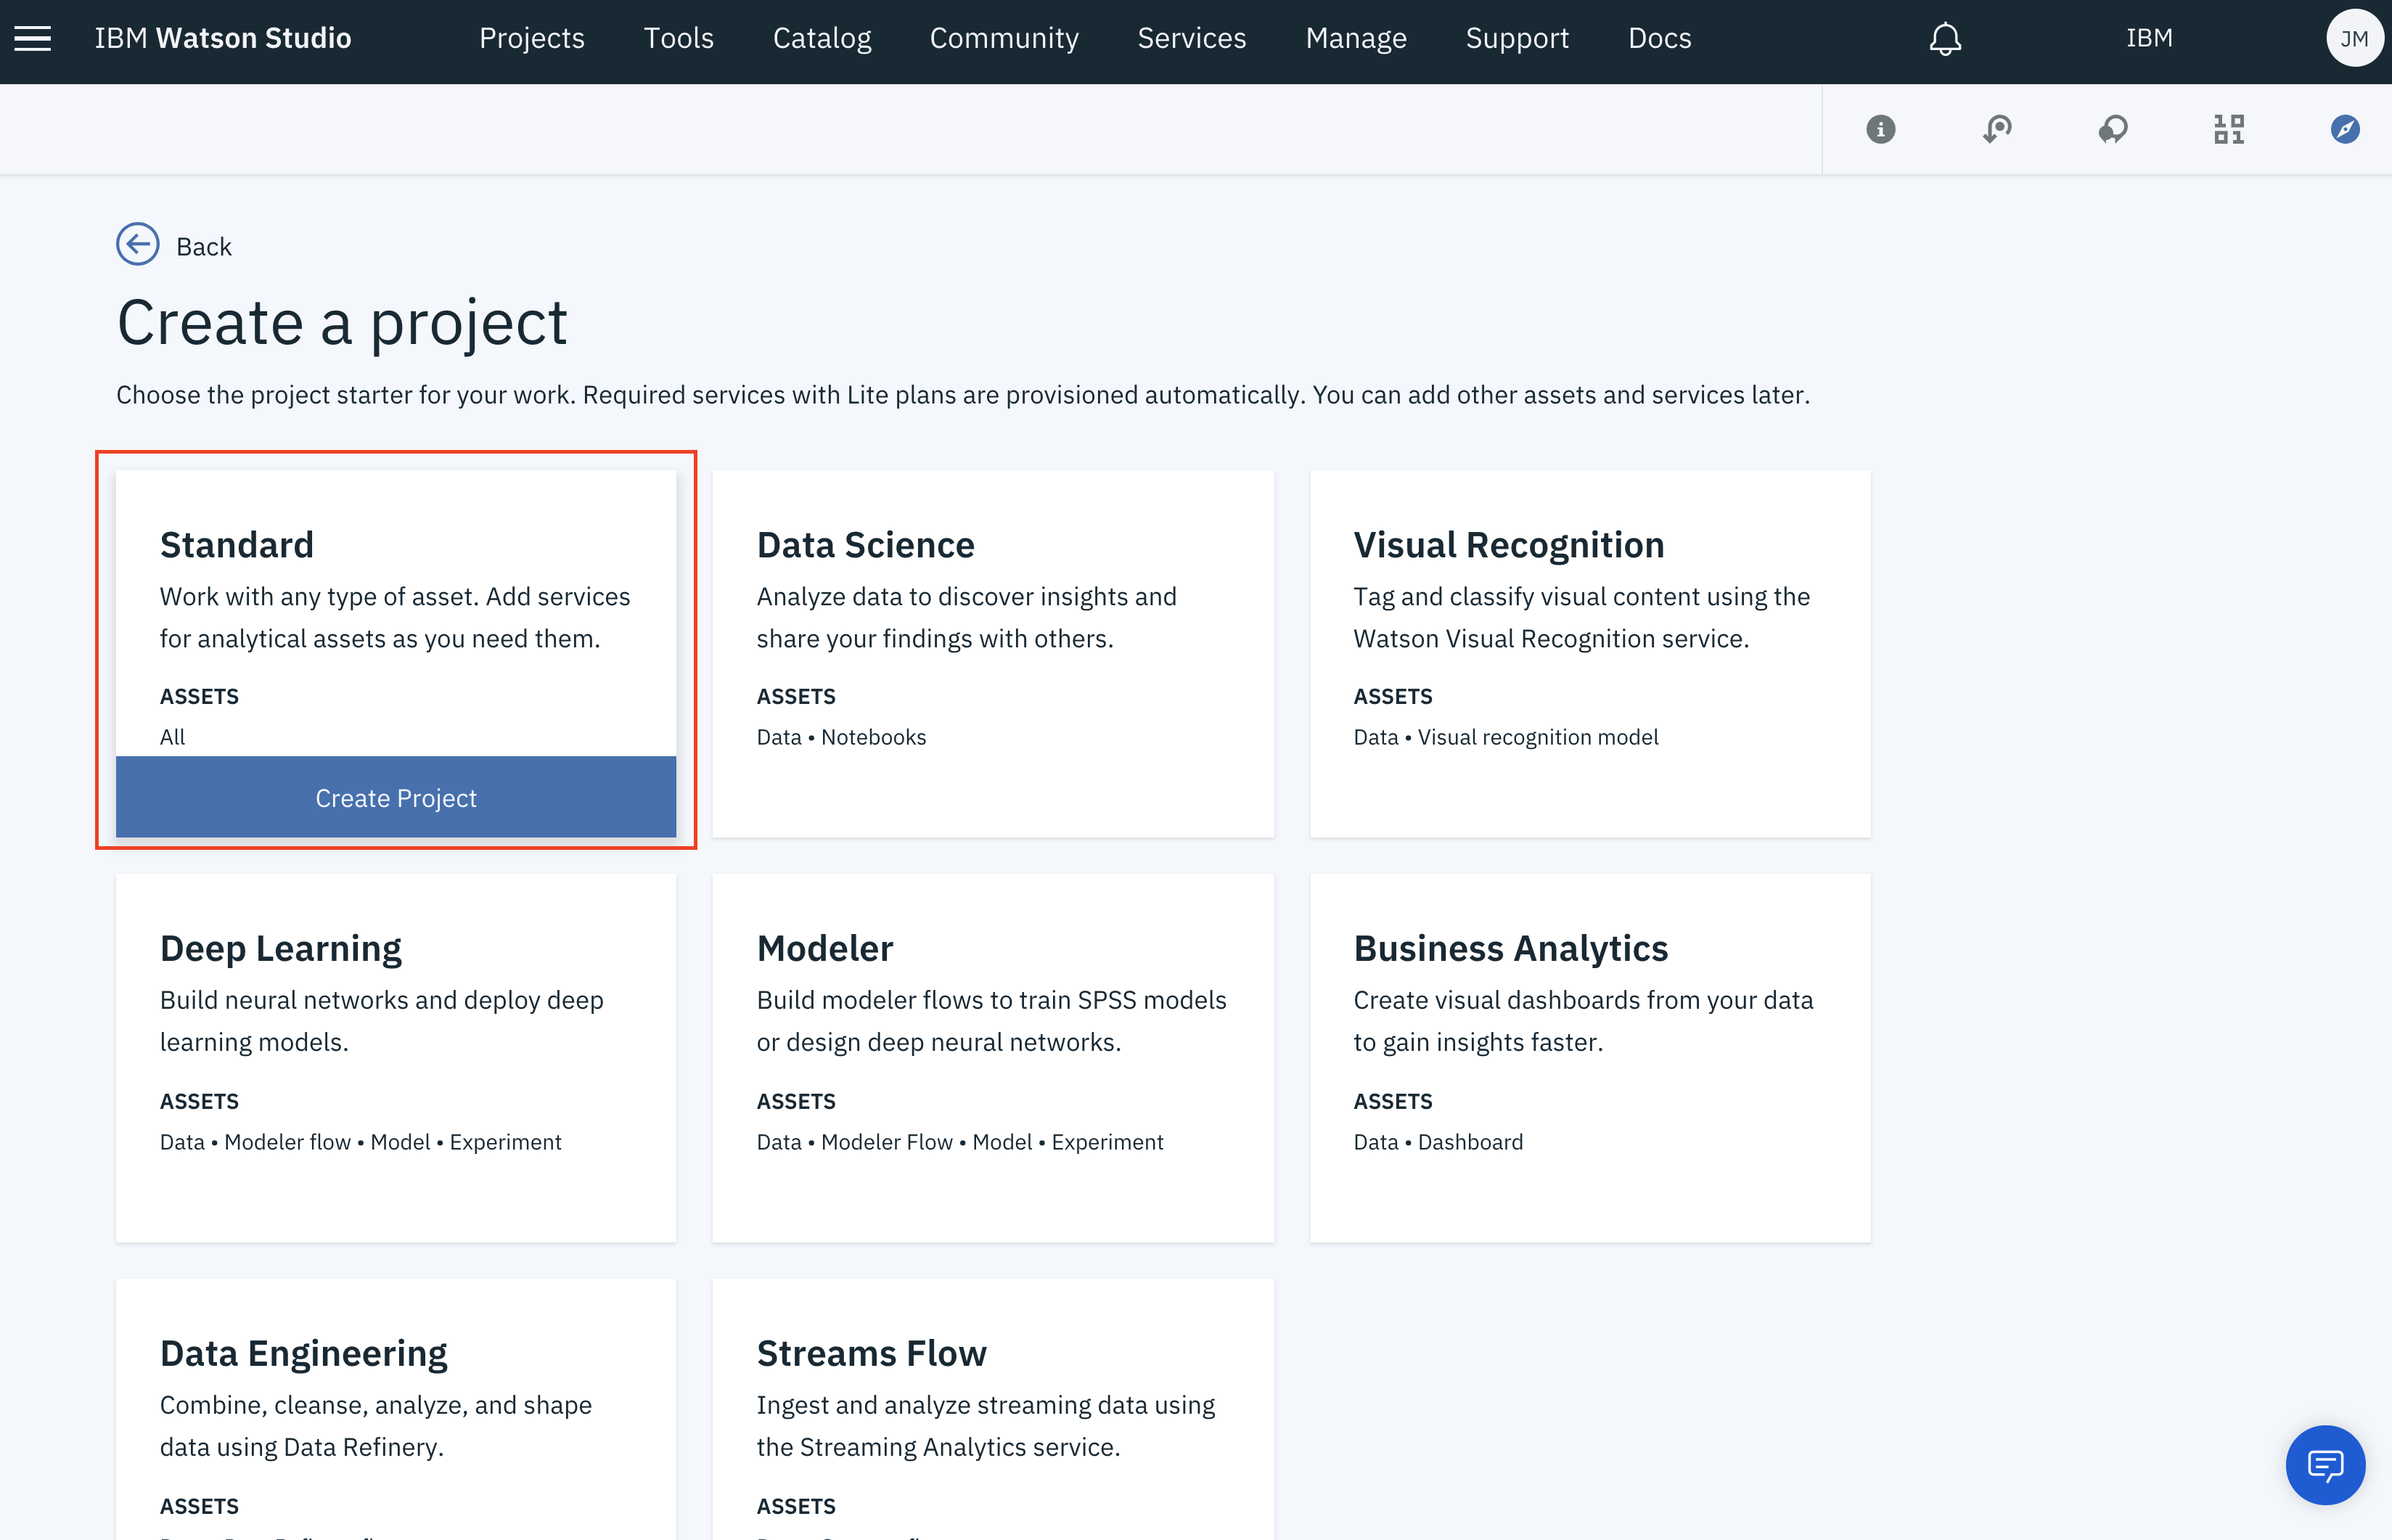 IBM Watson Studio Projects Tools Catalog Community Services Manage Support Docs IBM JM
Back
Create a project
Choose the project starter for your work. Required services with Lite plans are provisioned automatically. You can add other assets and services later.
Standard
Work with any type of asset. Add services
for analytical assets as you need them.
ASSETS
All
Create Project
Data Science
Analyze data to discover insights and
share your findings with others.
ASSETS
Data • Notebooks
Visual Recognition
Tag and classify visual content using the
Watson Visual Recognition service.
ASSETS
Data • Visual recognition model
Deep Learning
Build neural networks and deploy deep
learning models.
ASSETS
Data • Modeler flow • Model • Experiment
Modeler
Build modeler flows to train SPSS models
or design deep neural networks.
ASSETS
Data • Modeler Flow • Model • Experiment
Business Analytics
Create visual dashboards from your data
to gain insights faster.
ASSETS
Data • Dashboard
Data Engineering
Combine, cleanse, analyze, and shape
data using Data Refinery.
ASSETS
Streams Flow
Ingest and analyze streaming data using
the Streaming Analytics service.
ASSETS